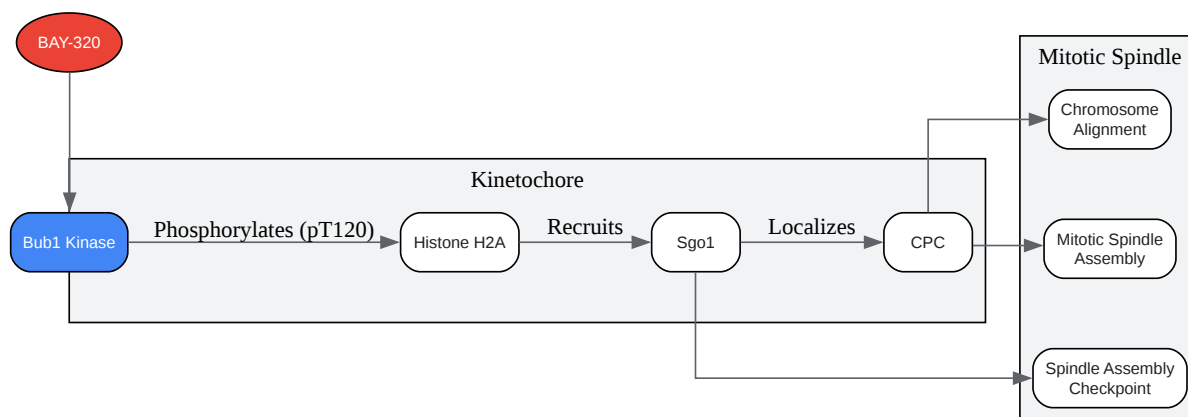 BAY-320
Mitotic Spindle
Chromosome
Alignment
Kinetochore
Bub1 Kinase
Phosphorylates (pT120)
Histone H2A
Recruits
Sgo1
Localizes
CPC
Mitotic Spindle
Assembly
Spindle Assembly
Checkpoint